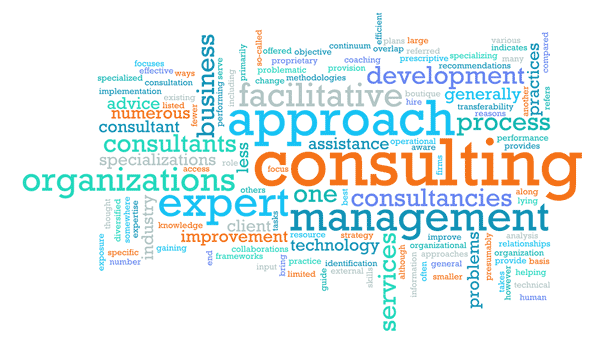 efficient
so-called
offered
objective
continuum
overlap
plans
large
referred
various
indicates
compared
focuses
effective
ways
primarily
business
serve
performing
proprietary
coaching
prescriptive
specializing
many
practices
specialized
consultation
problematic
provision
recommendations
change
methodologies
development
implementation
existing
including
facilitative
boutique
hire
generally
transferability
another
refers
reasons
advice
listed
fewer
numerous
approach
process
consultant
consultants
less
assistance
operational
aware
performance
provides
firms
specializations
role
access
focus
consulting
organizations
others
one
best
consultancies
along
lying
expert
management
thought
diversified
somewhere
expertise
industry
knowledge
client
tasks
improvement
resource
strategy
technology
services
although
improve
organizational
problems
presumably
analysis
relationships
organization
exposure
specific
number
gaining
end
collaborations
frameworks
input
bring
practice
limited
guide
identification
external
skills
information
approaches
often
general
smaller
takes
however
provide
basis
helping
technical
human